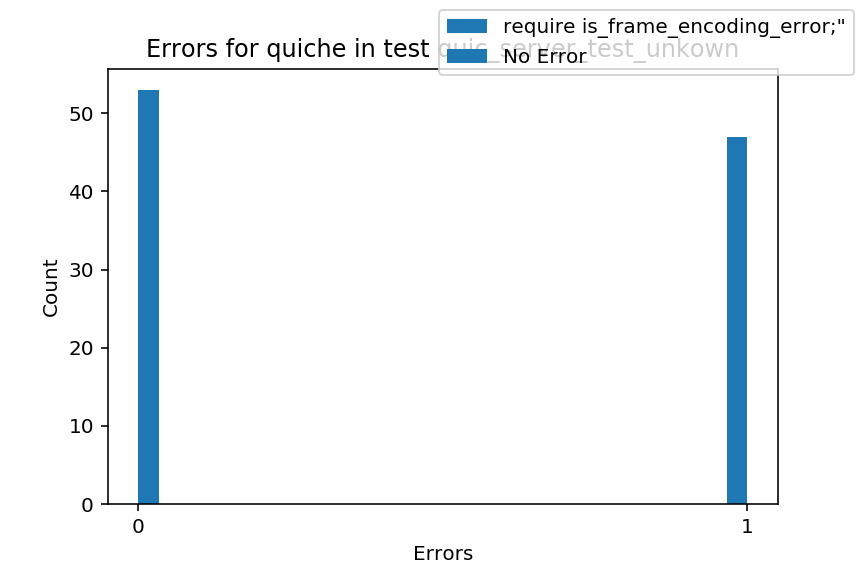 require is_frame_encoding_error;"
Errors for quiche in test quic_server_test_unkown
No Error
50
40
30
20
10
0
Count
0 1
Errors